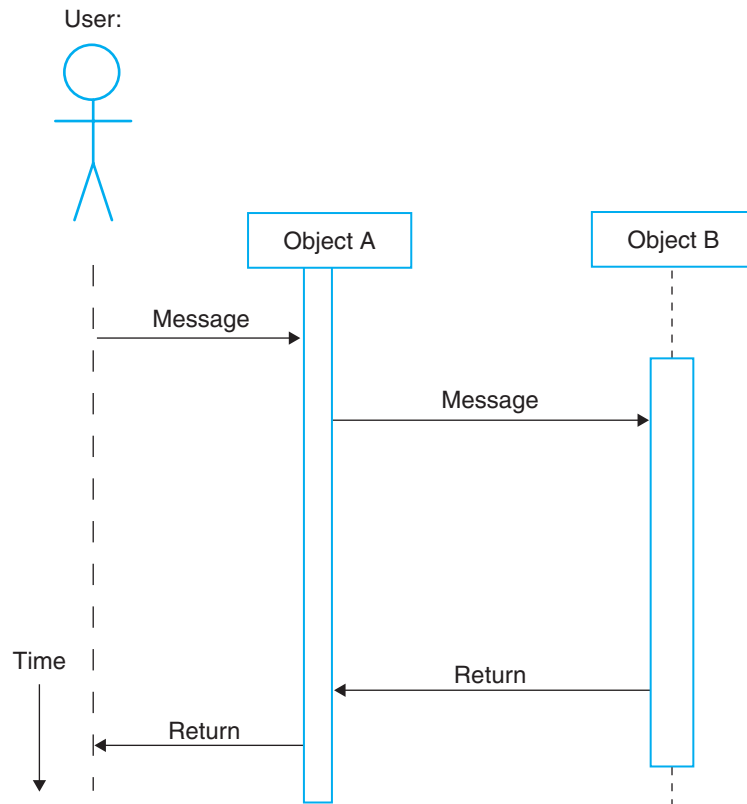 User:
Object A
Object B
Message
Message
Time
Return
Return